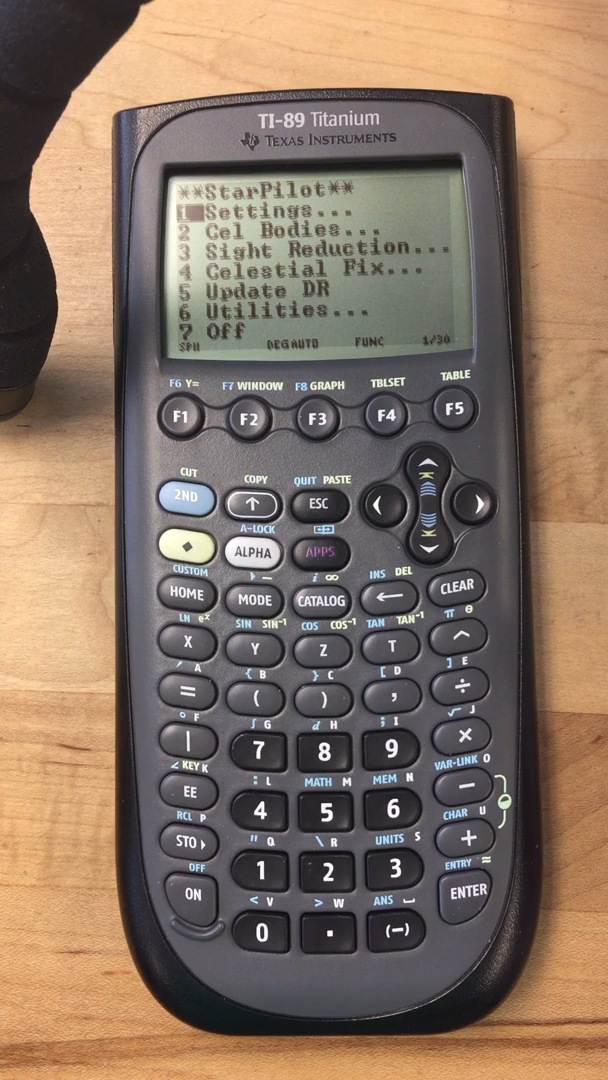 TI-89 Titanium
TEXAS INSTRUMENTS
**StarPilot**
1 Settings...
2 Cel Bodies...
3 Sight Reduction...
4 Celestial Fix...
5 Update DR
6 Utilities...
7 Off
DEGAUTO FUNC 1/30
F6 Y= F7 WINDOW F8 GRAPH TBLSET TABLE
F1 F2 F3 F4 F5
CUT COPY QUIT PASTE
2ND ↑ ESC
A-LOCK
◆ ALPHA APPS
CUSTOM ▶ — i ∞ INS DEL
HOME MODE CATALOG ← CLEAR
LN eˣ SIN SIN⁻¹ COS COS⁻¹ TAN TAN⁻¹ π θ
X Y Z T ^
′ A { B } C [ D ] E
= ( ) , ÷
° F ∫ G d H ; I √ J
| 7 8 9 ×
∠ KEY K : L MATH M MEM N VAR-LINK O
EE 4 5 6 −
RCL P " Q \ R UNITS S CHAR U
STO▶ 1 2 3 +
OFF < V > W ANS ⎵ ENTRY ≈
ON 0 . (−) ENTER